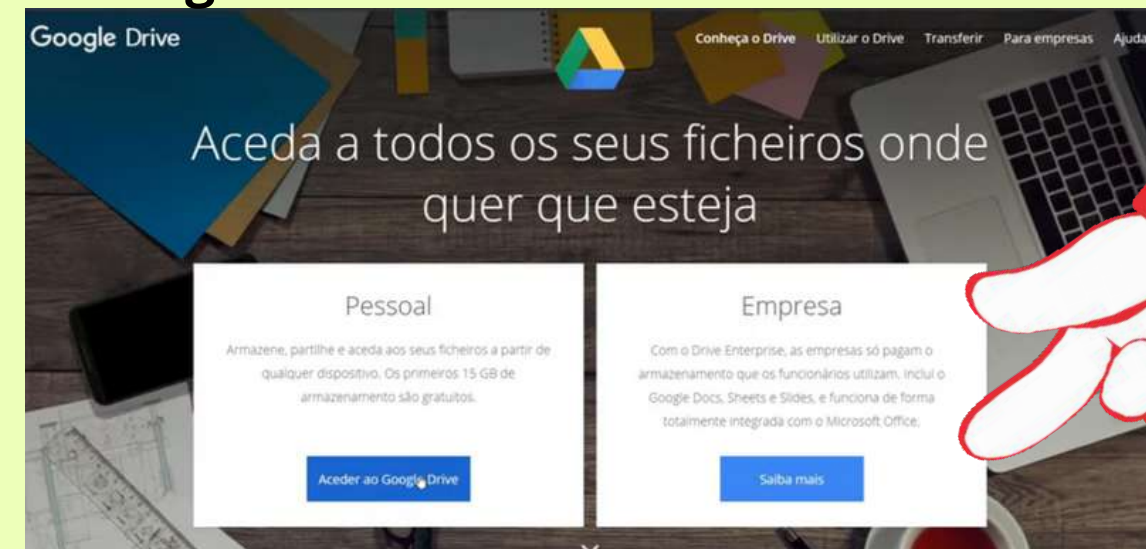 Google Drive
Conheça o Drive Utilizar o Drive Transferir Para empresas Ajuda
Aceda a todos os seus ficheiros onde
quer que esteja
Pessoal
Armazene, partilhe e aceda aos seus ficheiros a partir de
qualquer dispositivo. Os primeiros 15 GB de
armazenamento são gratuitos.
Aceder ao Google Drive
Empresa
Com o Drive Enterprise, as empresas só pagam o
armazenamento que os funcionários utilizam. Inclui o
Google Docs, Sheets e Slides, e funciona de forma
totalmente integrada com o Microsoft Office.
Saiba mais